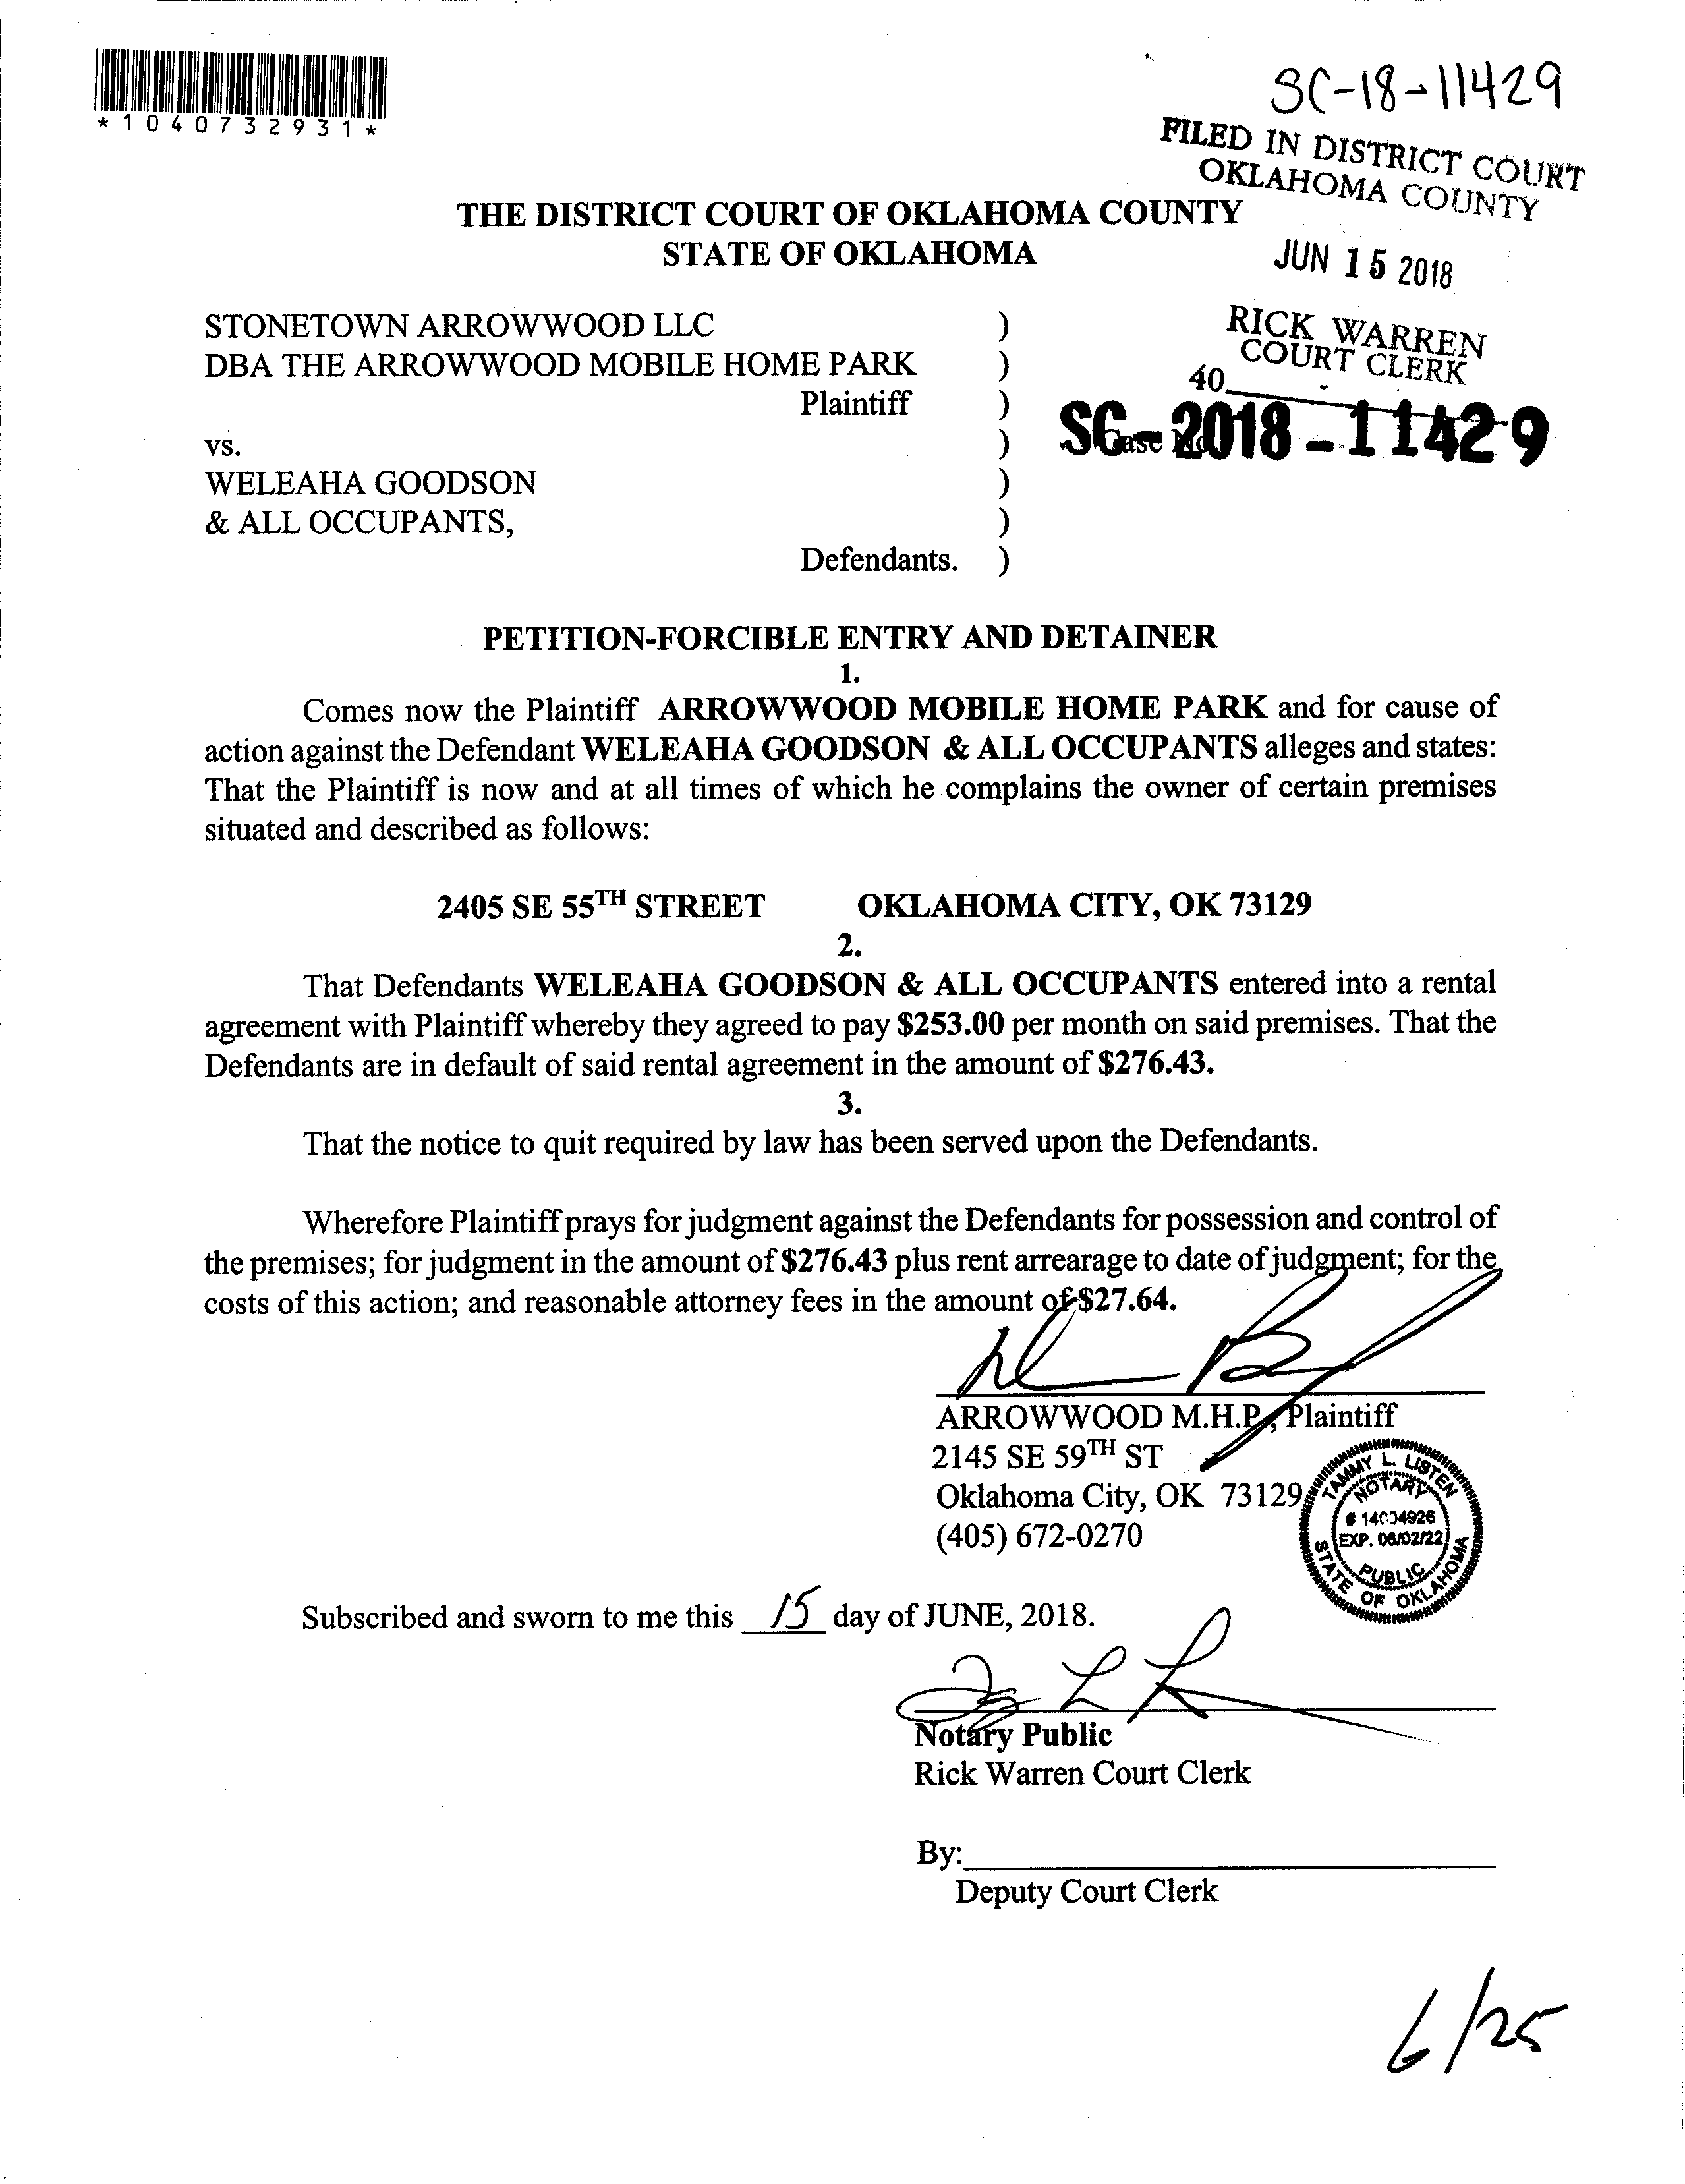 *1040732931*
SC-18-11429
FILED IN DISTRICT COURT
OKLAHOMA COUNTY
JUN 15 2018
RICK WARREN
COURT CLERK
40
SC-2018-11429
THE DISTRICT COURT OF OKLAHOMA COUNTY
STATE OF OKLAHOMA
STONETOWN ARROWWOOD LLC )
DBA THE ARROWWOOD MOBILE HOME PARK )
Plaintiff )
vs. ) Case No
WELEAHA GOODSON )
& ALL OCCUPANTS, )
Defendants. )
PETITION-FORCIBLE ENTRY AND DETAINER
1.
Comes now the Plaintiff ARROWWOOD MOBILE HOME PARK and for cause of
action against the Defendant WELEAHA GOODSON & ALL OCCUPANTS alleges and states:
That the Plaintiff is now and at all times of which he complains the owner of certain premises
situated and described as follows:
2405 SE 55TH STREET OKLAHOMA CITY, OK 73129
2.
That Defendants WELEAHA GOODSON & ALL OCCUPANTS entered into a rental
agreement with Plaintiff whereby they agreed to pay $253.00 per month on said premises. That the
Defendants are in default of said rental agreement in the amount of $276.43.
3.
That the notice to quit required by law has been served upon the Defendants.
Wherefore Plaintiff prays for judgment against the Defendants for possession and control of
the premises; for judgment in the amount of $276.43 plus rent arrearage to date of judgment; for the
costs of this action; and reasonable attorney fees in the amount of $27.64.
ARROWWOOD M.H.P., Plaintiff
2145 SE 59TH ST
Oklahoma City, OK 73129
(405) 672-0270
TAMMY L. LISTEN
NOTARY
# 14004926
EXP. 06/02/22
PUBLIC
STATE OF OKLAHOMA
Subscribed and sworn to me this 15 day of JUNE, 2018.
Notary Public
Rick Warren Court Clerk
By:
Deputy Court Clerk
6/25